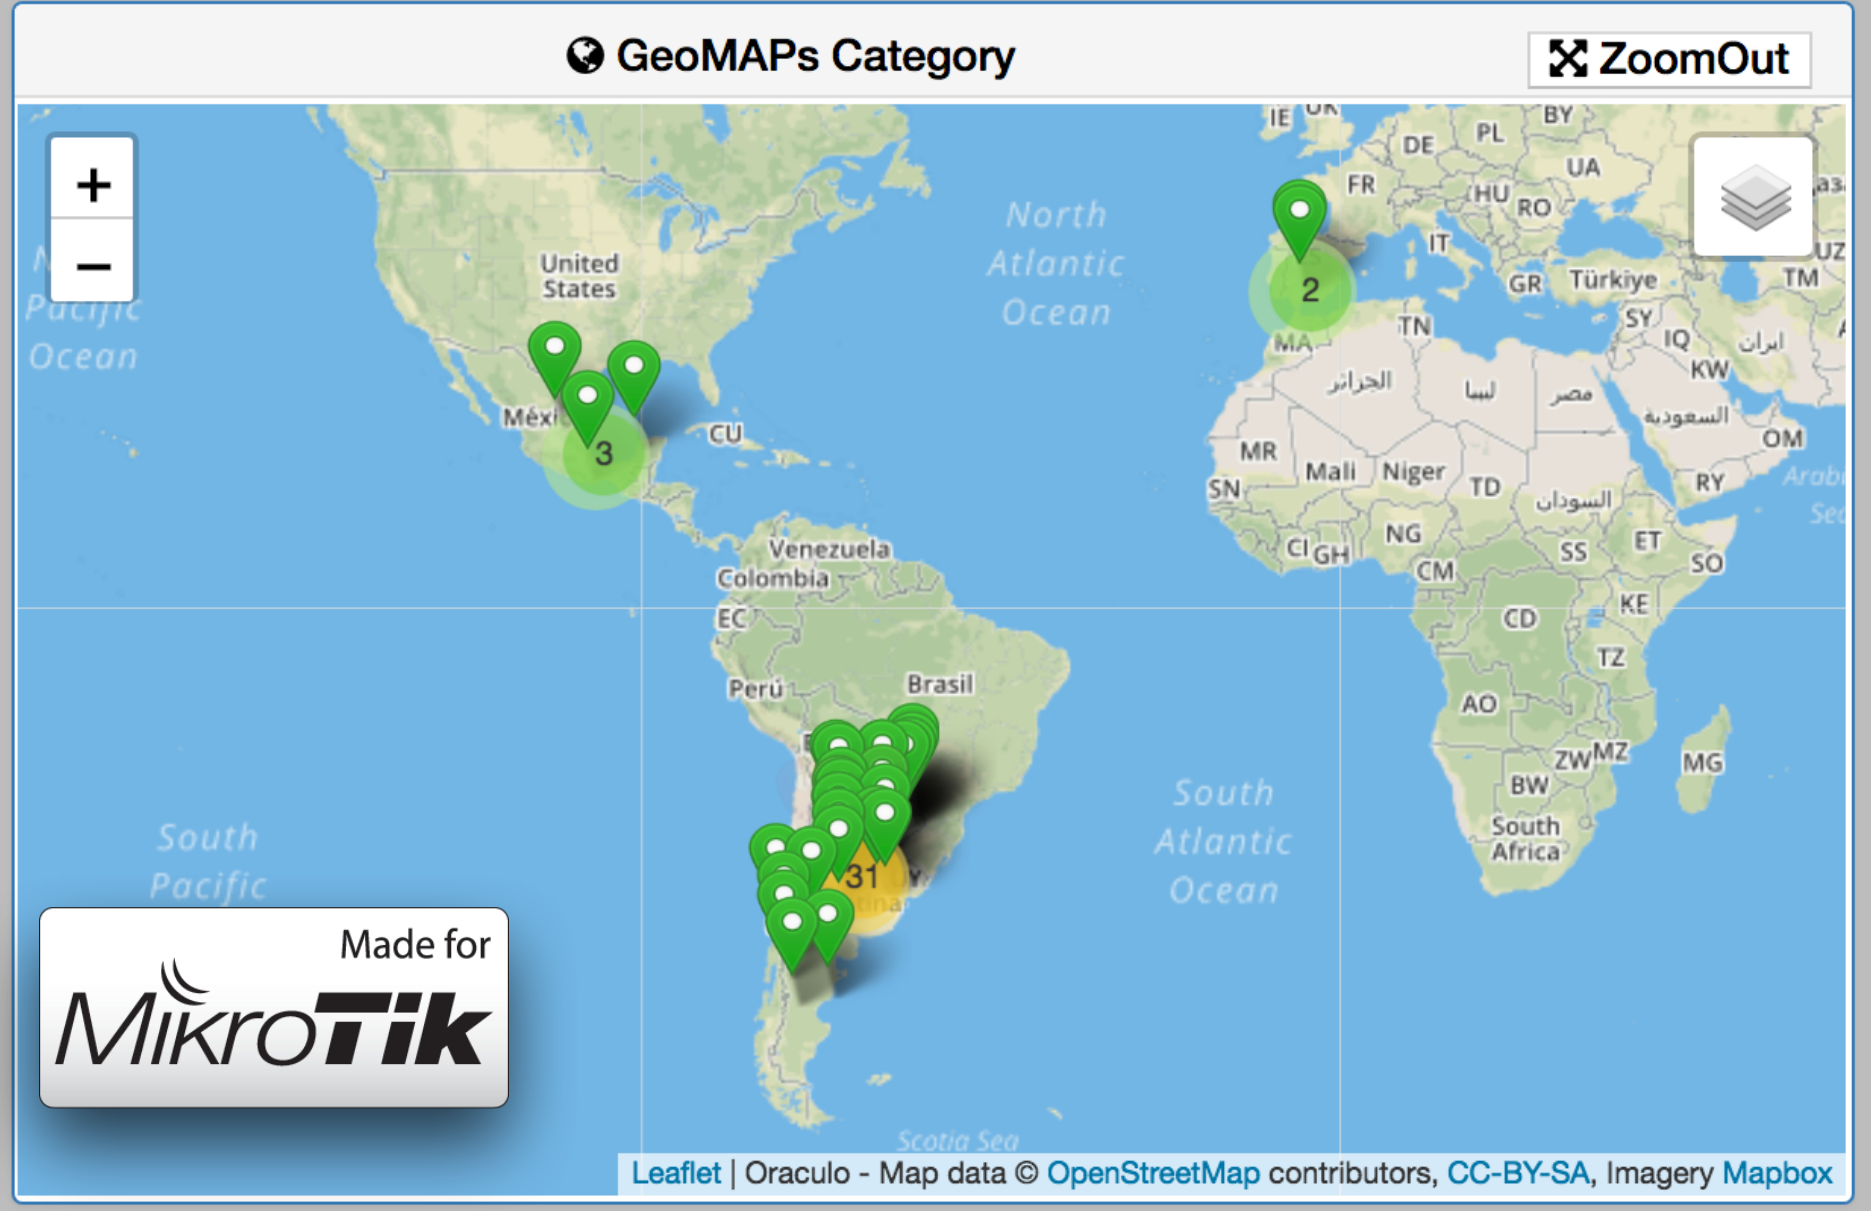 GeoMAPs Category
ZoomOut
+
−
IE
UK
BY
PL
DE
UA
FR
HU
RO
IT
GR
Türkiye
UZ
TM
North
Atlantic
Ocean
United
States
Pacific
Ocean
2
MA
TN
SY
IQ
ایران
KW
الجزائر
ليبيا
مصر
السعودية
OM
CU
3
MR
Mali
Niger
TD
السودان
RY
SN
NG
CI
GH
CM
SS
ET
SO
Venezuela
Colombia
EC
CD
KE
TZ
Perú
Brasil
AO
ZW
MZ
BW
MG
South
Africa
South
Atlantic
Ocean
South
Pacific
31
Made for
MikroTik
Scotia Sea
Leaflet | Oraculo - Map data © OpenStreetMap contributors, CC-BY-SA, Imagery Mapbox